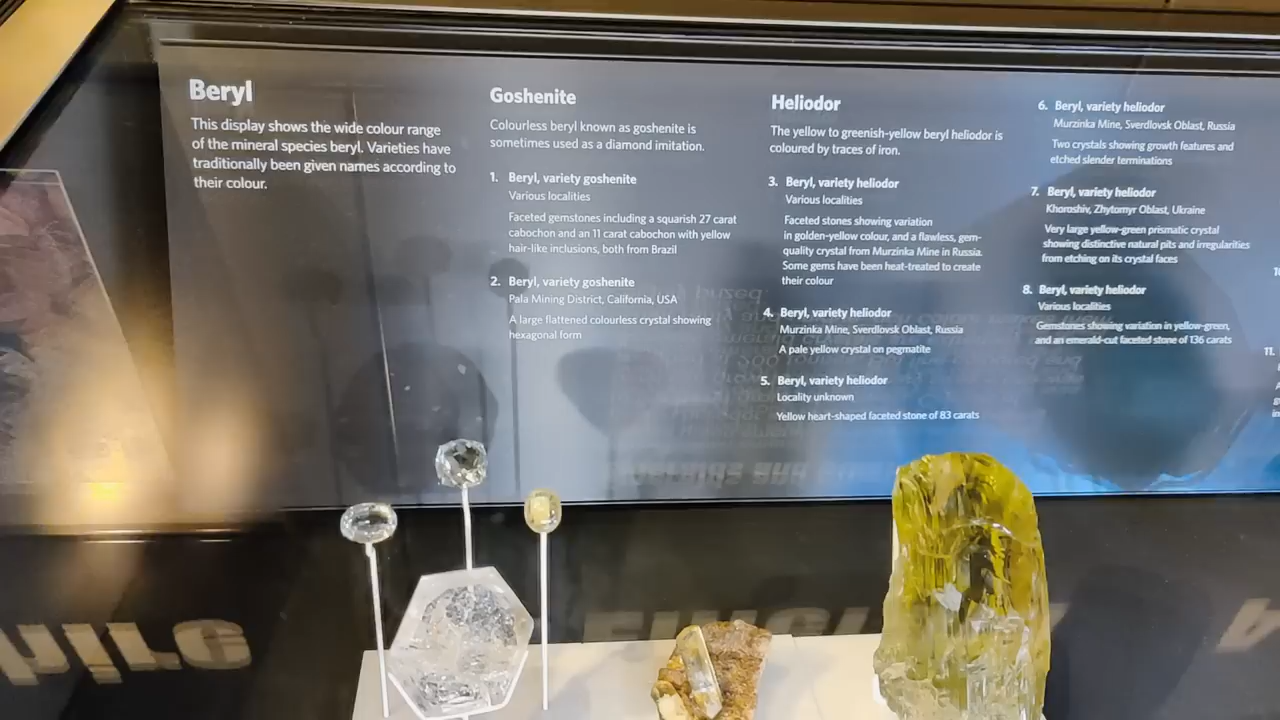 Beryl
This display shows the wide colour range
of the mineral species beryl. Varieties have
traditionally been given names according to
their colour.
Goshenite
Colourless beryl known as goshenite is
sometimes used as a diamond imitation.
1. Beryl, variety goshenite
Various localities
Faceted gemstones including a squarish 27 carat
cabochon and an 11 carat cabochon with yellow
hair-like inclusions, both from Brazil
2. Beryl, variety goshenite
Pala Mining District, California, USA
A large flattened colourless crystal showing
hexagonal form
Heliodor
The yellow to greenish-yellow beryl heliodor is
coloured by traces of iron.
3. Beryl, variety heliodor
Various localities
Faceted stones showing variation
in golden-yellow colour, and a flawless, gem-
quality crystal from Murzinka Mine in Russia.
Some gems have been heat-treated to create
their colour
4. Beryl, variety heliodor
Murzinka Mine, Sverdlovsk Oblast, Russia
A pale yellow crystal on pegmatite
5. Beryl, variety heliodor
Locality unknown
Yellow heart-shaped faceted stone of 83 carats
6. Beryl, variety heliodor
Murzinka Mine, Sverdlovsk Oblast, Russia
Two crystals showing growth features and
etched slender terminations
7. Beryl, variety heliodor
Khoroshiv, Zhytomyr Oblast, Ukraine
Very large yellow-green prismatic crystal
showing distinctive natural pits and irregularities
from etching on its crystal faces
8. Beryl, variety heliodor
Various localities
Gemstones showing variation in yellow-green,
and an emerald-cut faceted stone of 136 carats
11.